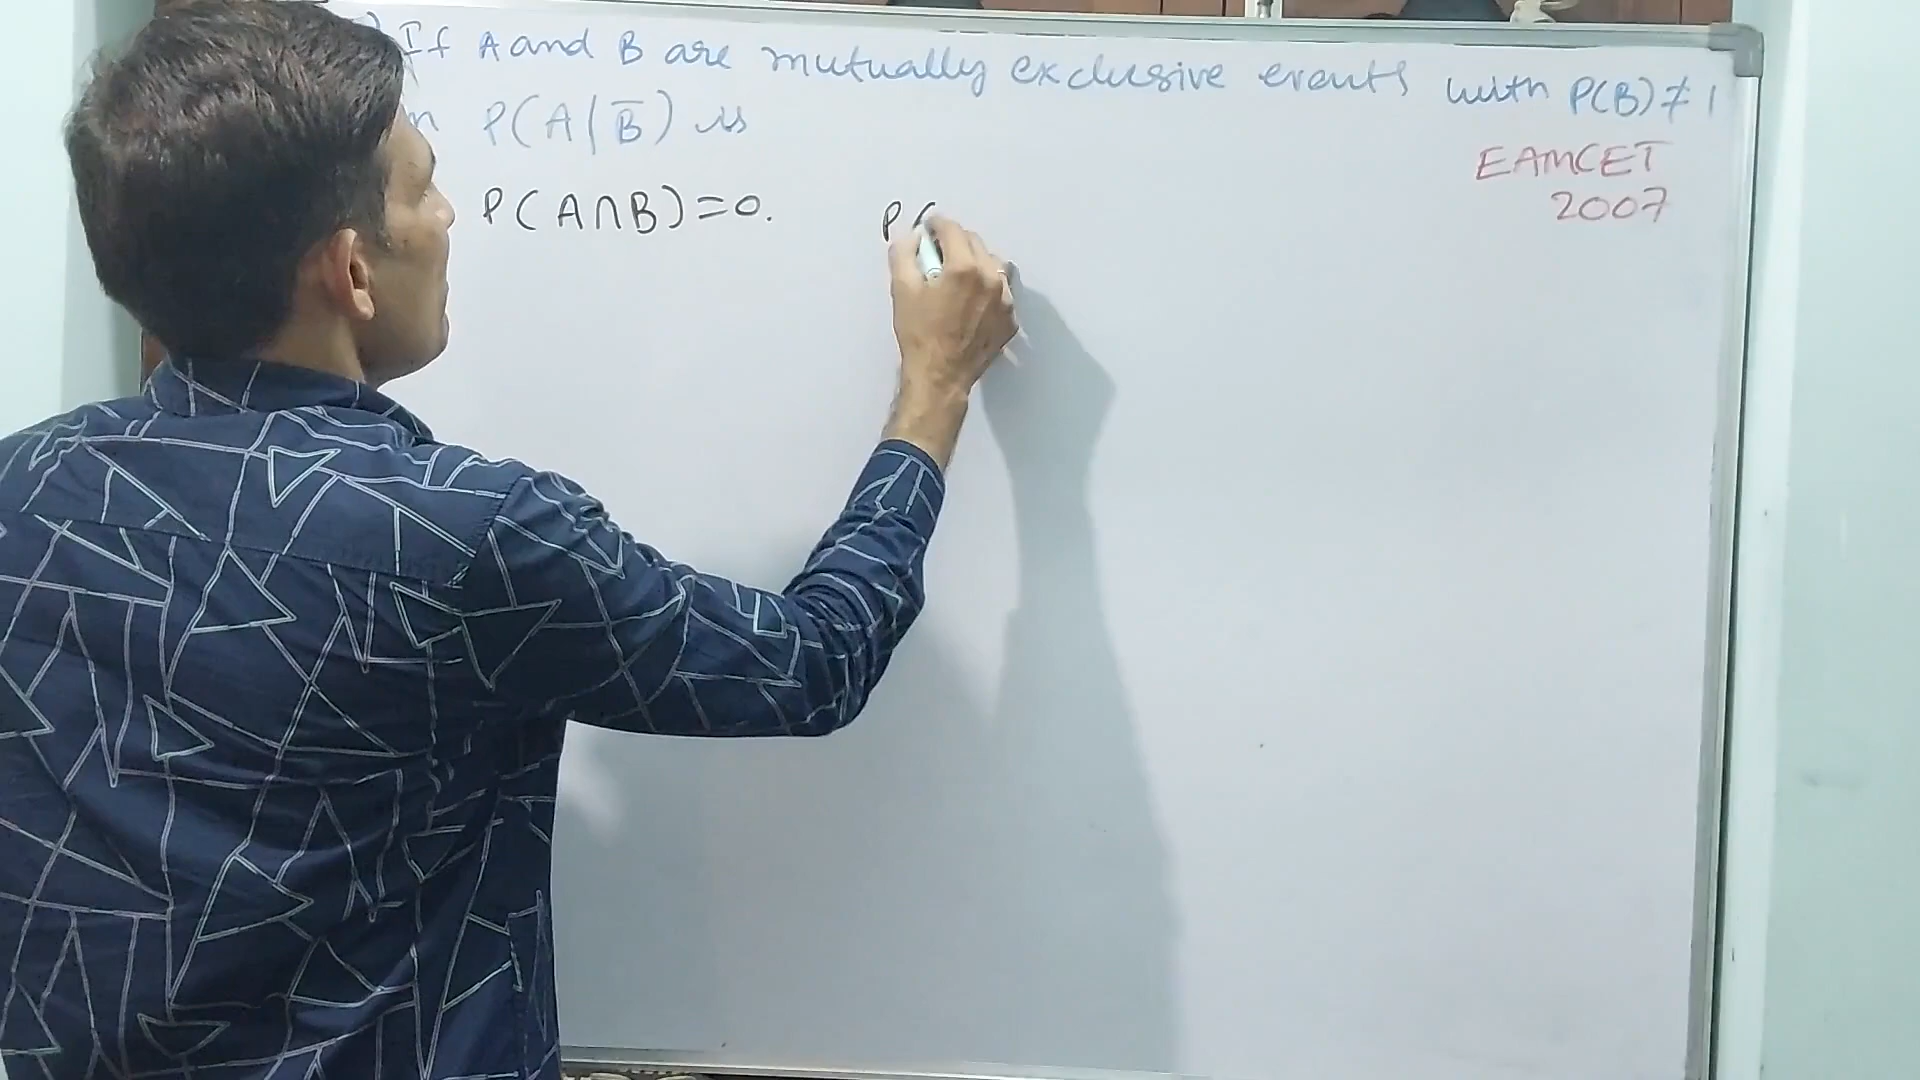 If A and B are mutually exclusive events with P(B) ≠ 1
P(A/B̅) is
EAMCET
2007
P(A∩B)=0. P(